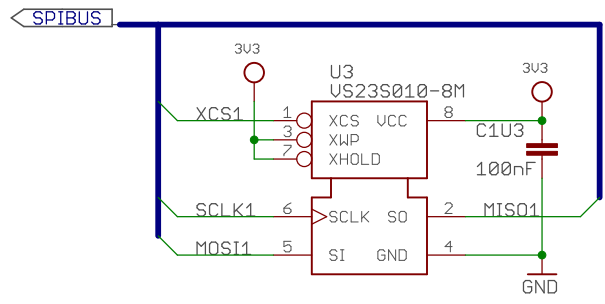 SPIBUS
3V3
3V3
U3
VS23S010-8M
XCS1
1
XCS
VCC
8
C1U3
3
XWP
7
XHOLD
100nF
SCLK1
6
SCLK
SO
2
MISO1
MOSI1
5
SI
GND
4
GND